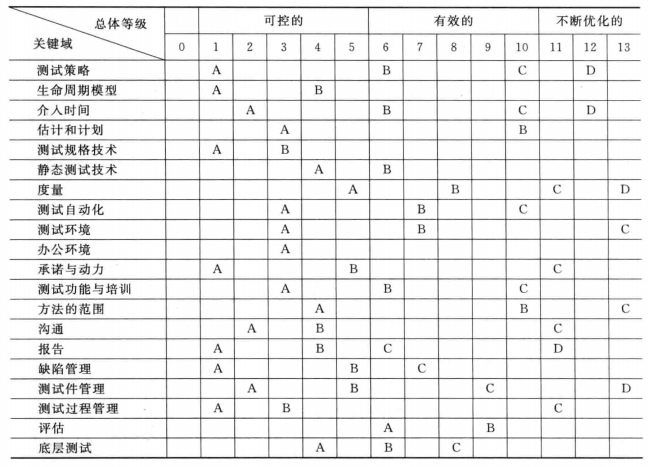 总体等级 可控的 有效的 不断优化的
关键域 0 1 2 3 4 5 6 7 8 9 10 11 12 13
测试策略 A B C D
生命周期模型 A B
介入时间 A B C D
估计和计划 A B
测试规格技术 A B
静态测试技术 A B
度量 A B C D
测试自动化 A B C
测试环境 A B C
办公环境 A
承诺与动力 A B C
测试功能与培训 A B C
方法的范围 A B C
沟通 A B C
报告 A B C D
缺陷管理 A B C
测试件管理 A B C D
测试过程管理 A B C
评估 A B
底层测试 A B C